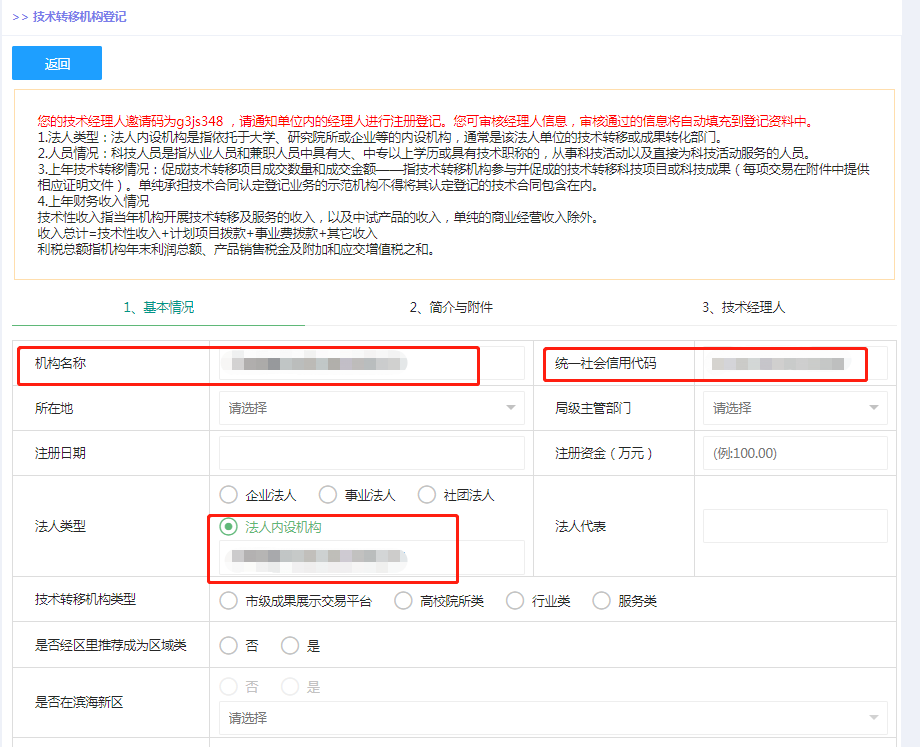 >> 技术转移机构登记
返回
您的技术经理人邀请码为g3js348 ，请通知单位内的经理人进行注册登记。您可审核经理人信息，审核通过的信息将自动填充到登记资料中。
1.法人类型：法人内设机构是指依托于大学、研究院所或企业等的内设机构，通常是该法人单位的技术转移或成果转化部门。
2.人员情况：科技人员是指从业人员和兼职人员中具有大、中专以上学历或具有技术职称的，从事科技活动以及直接为科技活动服务的人员。
3.上年技术转移情况：促成技术转移项目成交数量和成交金额——指技术转移机构参与并促成的技术转移科技项目或科技成果（每项交易在附件中提供
相应证明文件）。单纯承担技术合同认定登记业务的示范机构不得将其认定登记的技术合同包含在内。
4.上年财务收入情况
技术性收入指当年机构开展技术转移及服务的收入，以及中试产品的收入，单纯的商业经营收入除外。
收入总计=技术性收入+计划项目拨款+事业费拨款+其它收入
利税总额指机构年末利润总额、产品销售税金及附加和应交增值税之和。
1、基本情况 2、简介与附件 3、技术经理人
机构名称 统一社会信用代码
所在地 请选择 局级主管部门 请选择
注册日期 注册资金（万元） (例:100.00)
企业法人 事业法人 社团法人
法人类型 法人内设机构 法人代表
技术转移机构类型 市级成果展示交易平台 高校院所类 行业类 服务类
是否经区里推荐成为区域类 否 是
是否在滨海新区 否 是
请选择